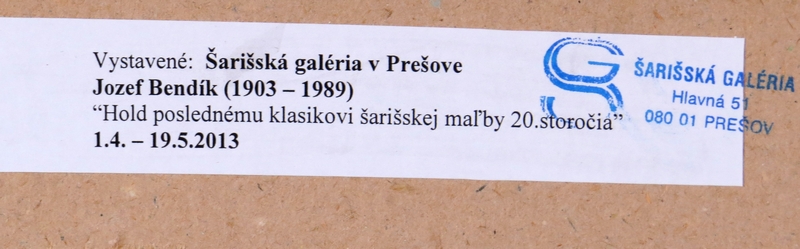 Vystavené: Šarišská galéria v Prešove
Jozef Bendík (1903 – 1989)
“Hold poslednému klasikovi šarišskej maľby 20.storočia”
1.4. – 19.5.2013
ŠARIŠSKÁ GALÉRIA
Hlavná 51
080 01 PREŠOV